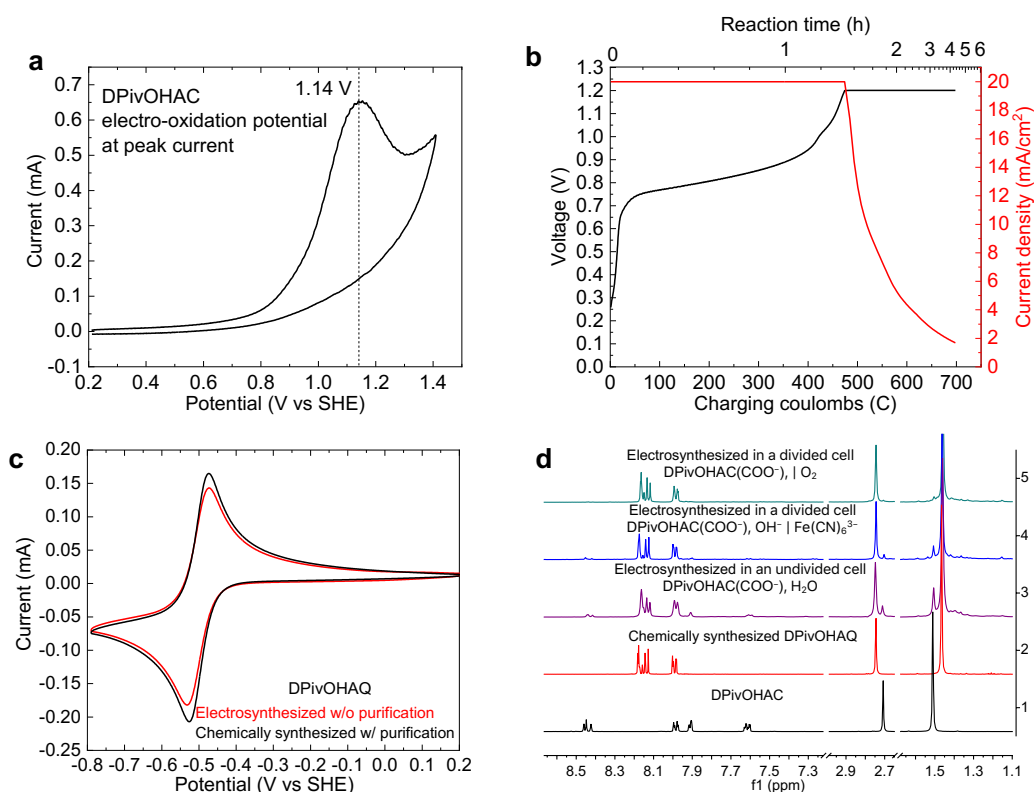 a
DPivOHAC
electro-oxidation potential
at peak current
1.14 V
0.7
0.6
0.5
0.4
0.3
0.2
0.1
0.0
-0.1
Current (mA)
0.2 0.4 0.6 0.8 1.0 1.2 1.4
Potential (V vs SHE)
b
Reaction time (h)
0 1 2 3 4 5 6
1.3
1.2
1.1
1.0
0.9
0.8
0.7
0.6
0.5
0.4
0.3
0.2
0.1
0.0
Voltage (V)
20
18
16
14
12
10
8
6
4
2
0
Current density (mA/cm²)
0 100 200 300 400 500 600 700
Charging coulombs (C)
c
0.20
0.15
0.10
0.05
0.00
-0.05
-0.10
-0.15
-0.20
-0.25
Current (mA)
DPivOHAQ
Electrosynthesized w/o purification
Chemically synthesized w/ purification
-0.8 -0.7 -0.6 -0.5 -0.4 -0.3 -0.2 -0.1 0.0 0.1 0.2
Potential (V vs SHE)
d
Electrosynthesized in a divided cell
DPivOHAC(COO⁻), | O₂
Electrosynthesized in a divided cell
DPivOHAC(COO⁻), OH⁻ | Fe(CN)₆³⁻
Electrosynthesized in an undivided cell
DPivOHAC(COO⁻), H₂O
Chemically synthesized DPivOHAQ
DPivOHAC
5
4
3
2
1
8.5 8.3 8.1 7.9 7.7 7.5 7.3 2.9 2.7 1.5 1.3 1.1
f1 (ppm)